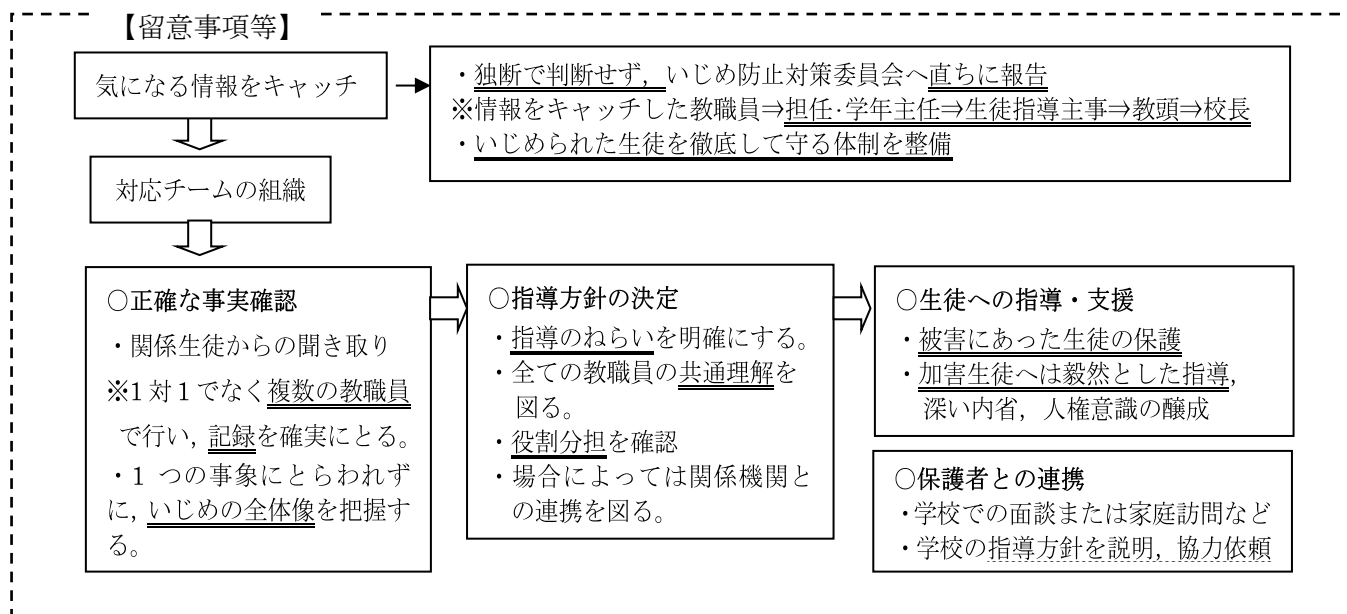 【留意事項等】
気になる情報をキャッチ
・独断で判断せず，いじめ防止対策委員会へ直ちに報告
※情報をキャッチした教職員⇒担任・学年主任⇒生徒指導主事⇒教頭⇒校長
・いじめられた生徒を徹底して守る体制を整備
対応チームの組織
○正確な事実確認
・関係生徒からの聞き取り
※１対１でなく複数の教職員
で行い，記録を確実にとる。
・１つの事象にとらわれず
に，いじめの全体像を把握す
る。
○指導方針の決定
・指導のねらいを明確にする。
・全ての教職員の共通理解を
図る。
・役割分担を確認
・場合によっては関係機関と
の連携を図る。
○生徒への指導・支援
・被害にあった生徒の保護
・加害生徒へは毅然とした指導，
深い内省，人権意識の醸成
○保護者との連携
・学校での面談または家庭訪問など
・学校の指導方針を説明，協力依頼